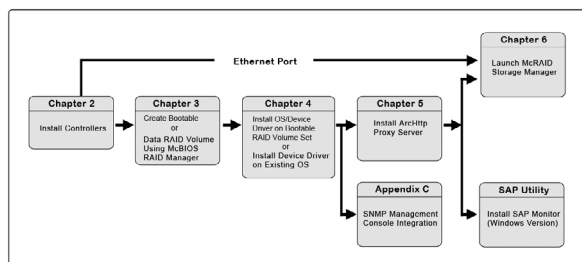 Chapter 6
Launch McRAID
Storage Manager
Ethernet Port
Chapter 2
Install Controllers
Chapter 3
Create Bootable
or
Data RAID Volume
Using McBIOS
RAID Manager
Chapter 4
Install OS/Device
Driver on Bootable
RAID Volume Set
or
Install Device Driver
on Existing OS
Chapter 5
Install ArcHttp
Proxy Server
Appendix C
SNMP Management
Console Integration
SAP Utility
Install SAP Monitor
(Windows Version)